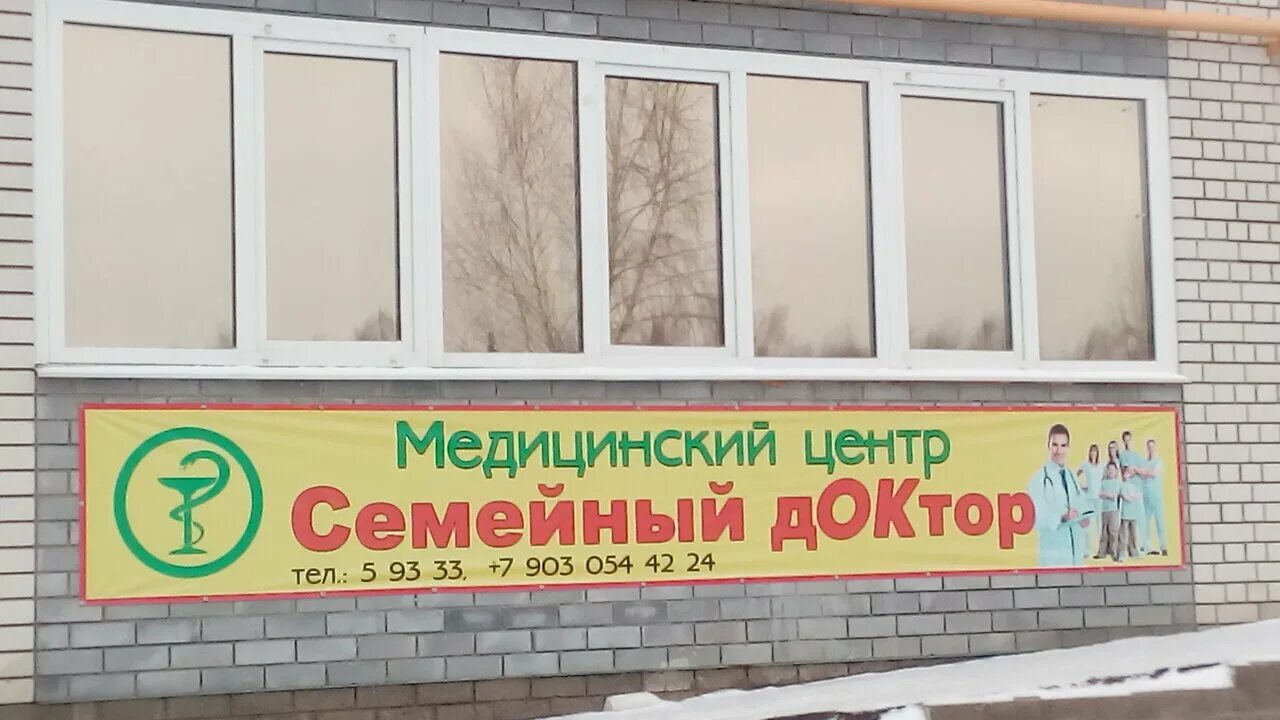 Медицинский центр
Семейный дОКтор
тел.: 5 93 33, +7 903 054 42 24